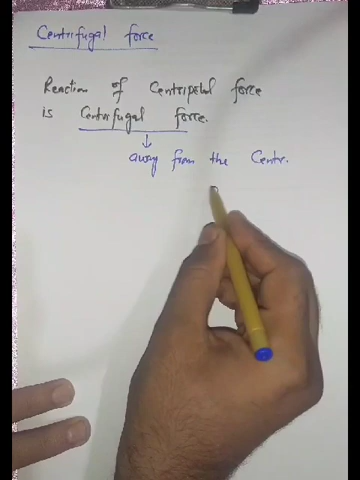 Centrifugal force
Reaction of Centripetal force
is Centrifugal force.
away from the Centr.